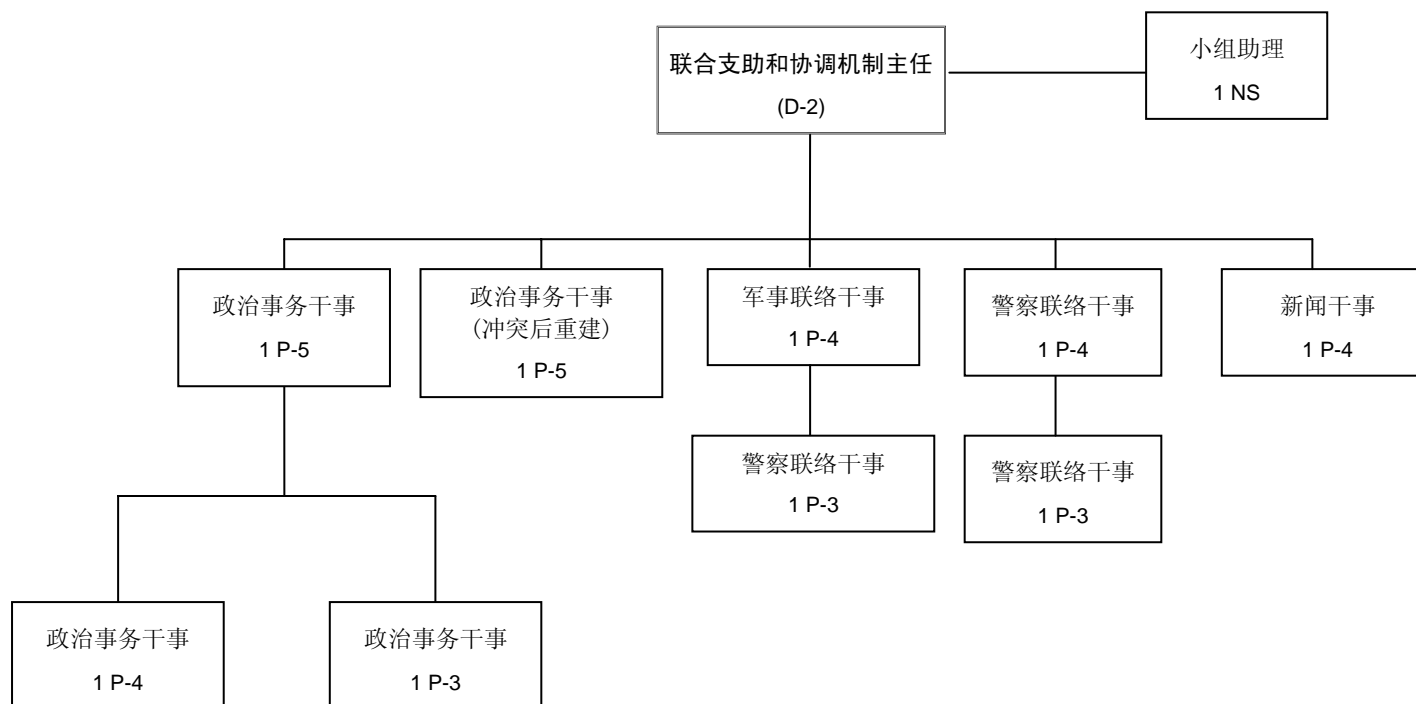 联合支助和协调机制主任
(D-2)
小组助理
1 NS
政治事务干事
1 P-5
政治事务干事
(冲突后重建)
1 P-5
军事联络干事
1 P-4
警察联络干事
1 P-4
新闻干事
1 P-4
警察联络干事
1 P-3
警察联络干事
1 P-3
政治事务干事
1 P-4
政治事务干事
1 P-3